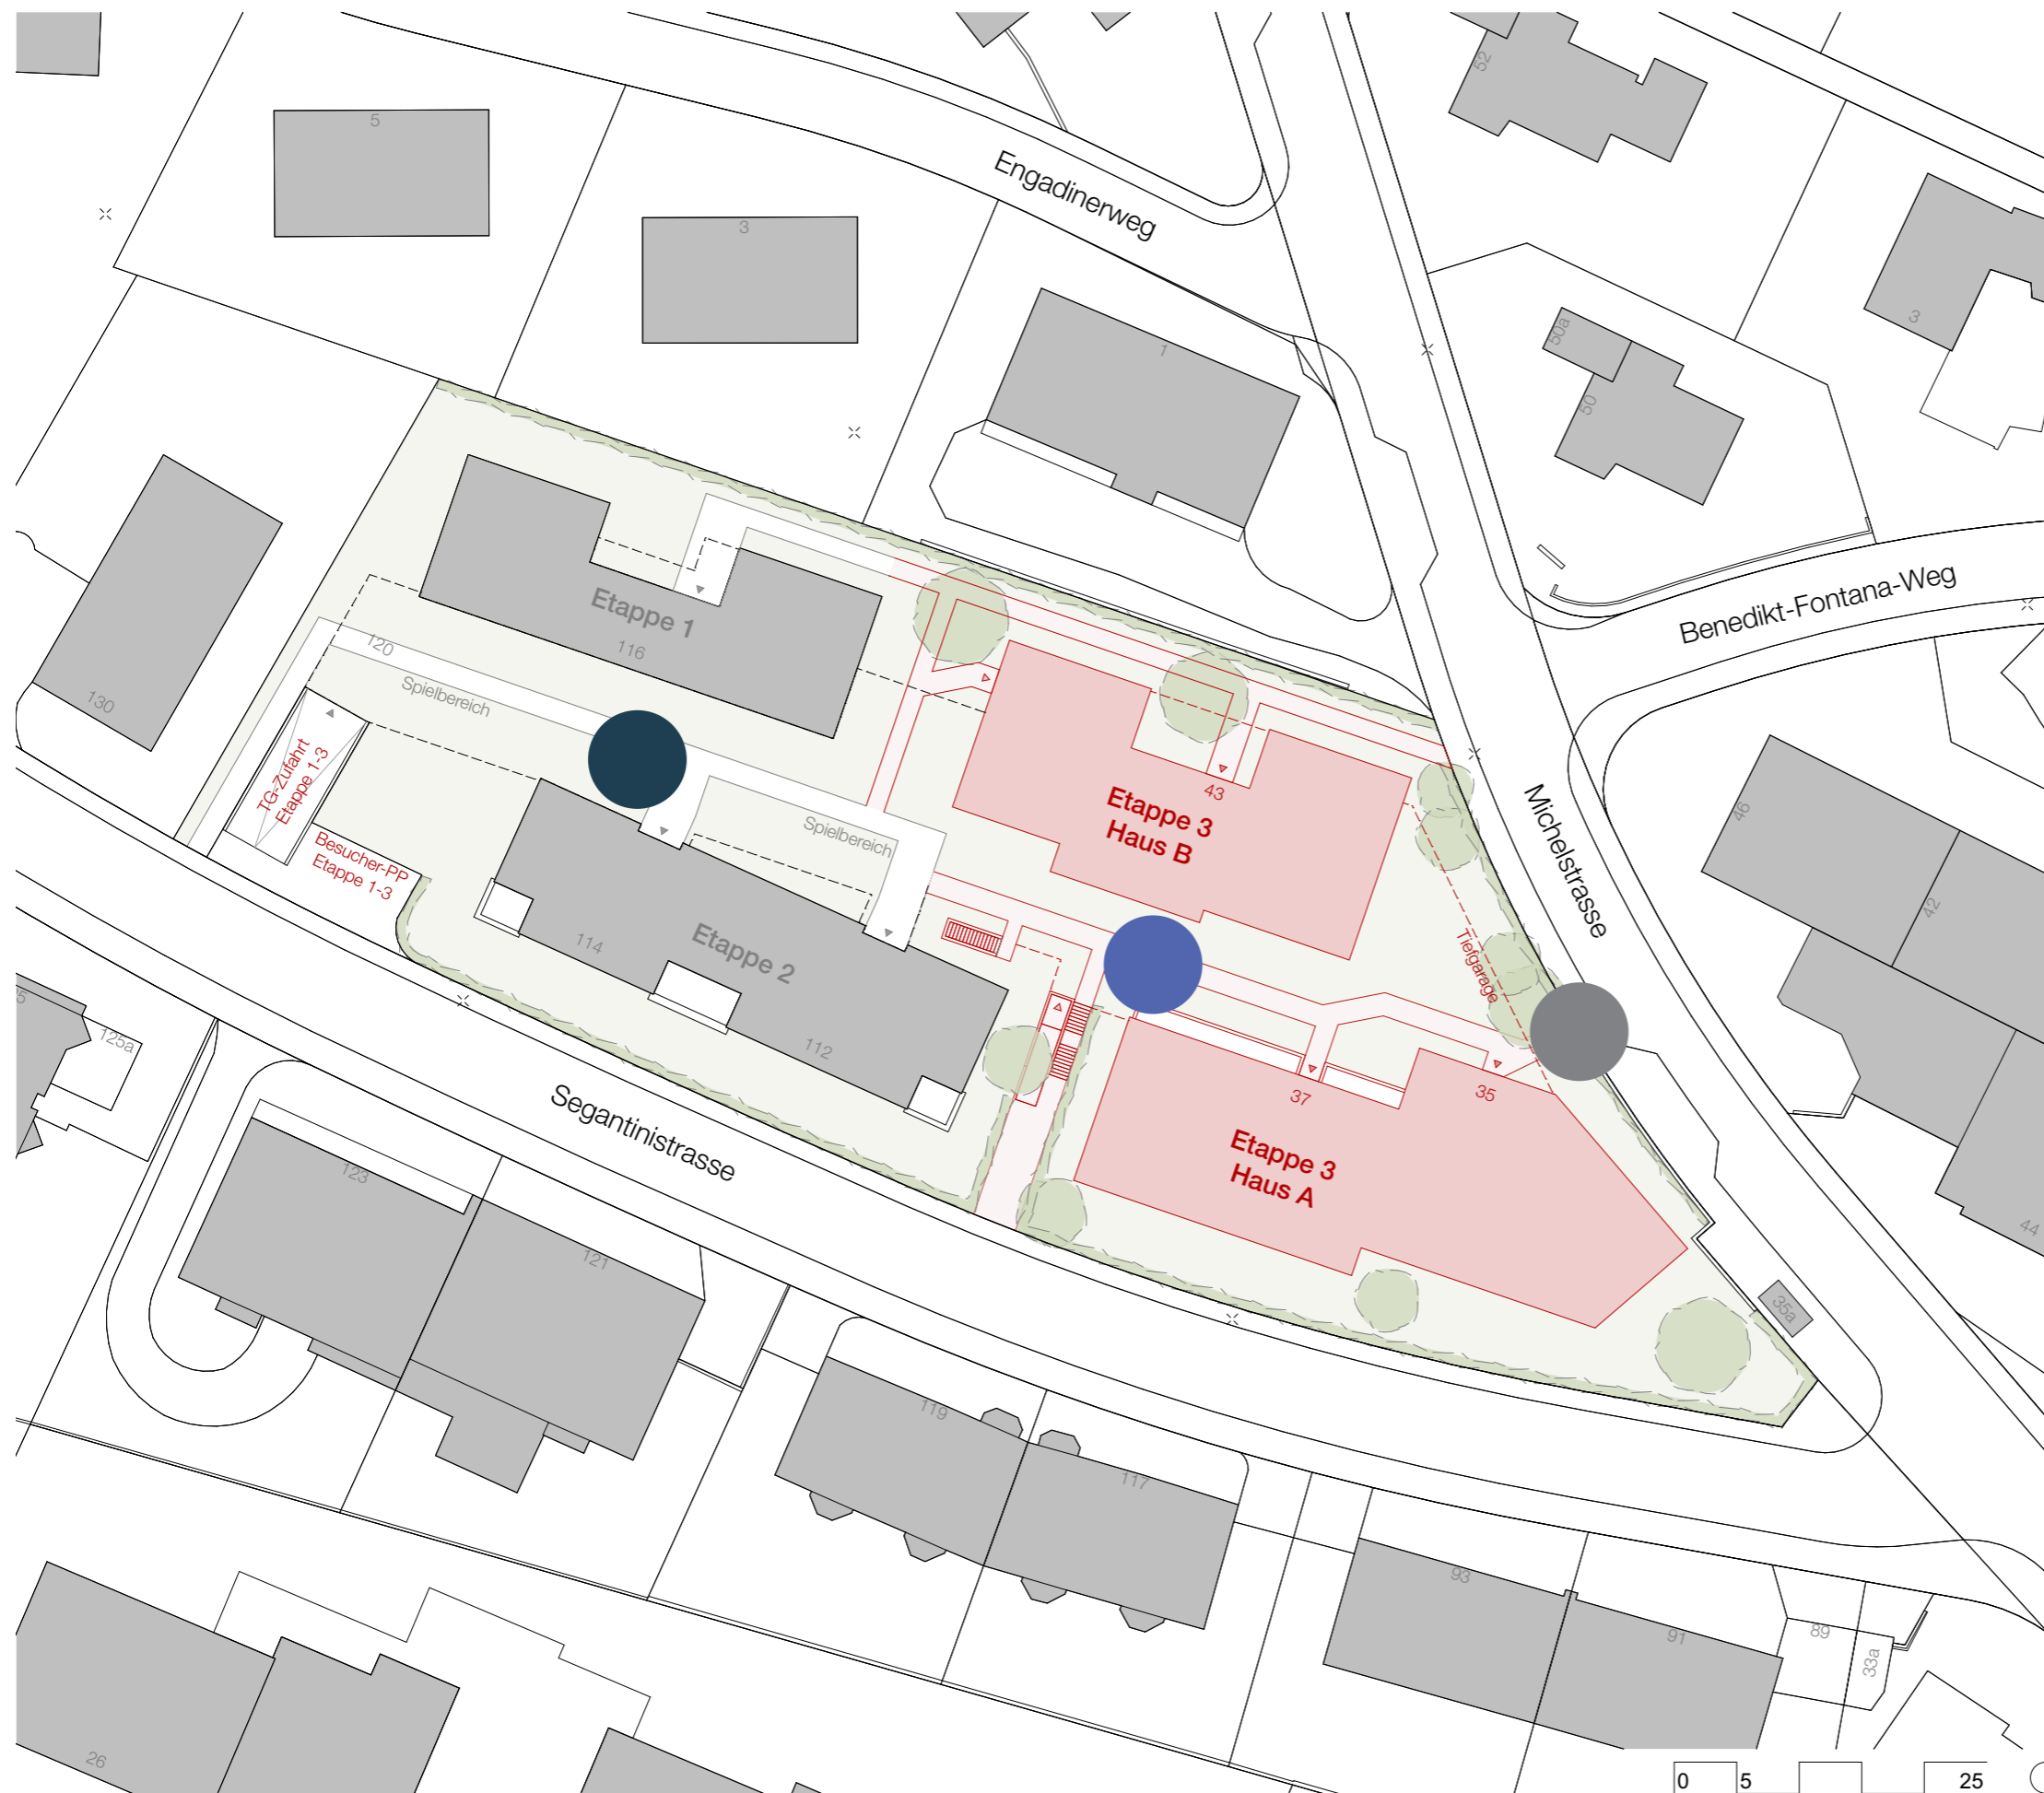 52
5
3
Engadinerweg
1
50a
50
3
Benedikt-Fontana-Weg
Etappe 1
116
120
Spielbereich
130
TG-Zufahrt
Etappe 1-3
Besucher-PP
Etappe 1-3
Spielbereich
43
Etappe 3
Haus B
Michelstrasse
46
42
44
Tiefgarage
Etappe 2
114
112
37
35
Etappe 3
Haus A
35a
125a
Segantinistrasse
123
121
119
117
93
91
89
33a
26
0
5
25